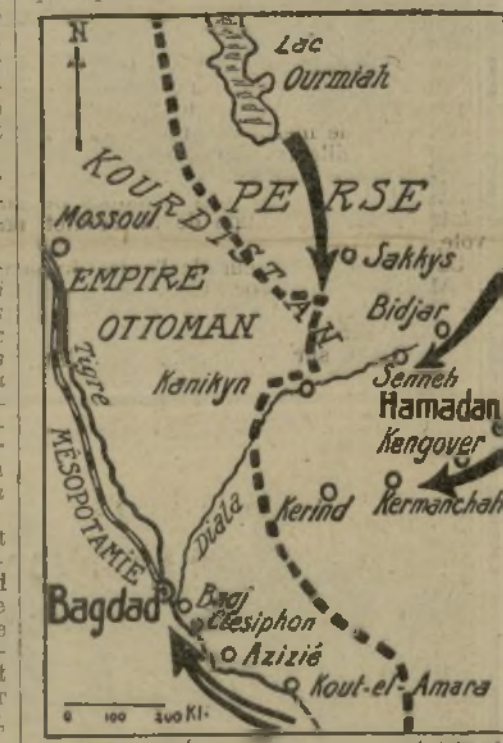 N
Lac
Ourmiah
KOURDISTAN
PERSE
Mossoul
Sakkys
EMPIRE
OTTOMAN
Bidjar
Tigre
Kanikyn
Senneh
Hamadan
Kengover
MÉSOPOTAMIE
Diala
Kerind
Kermanchah
Bagdad
Ctesiphon
Azizié
Kout-el-Amara
0 100 200 Kl.